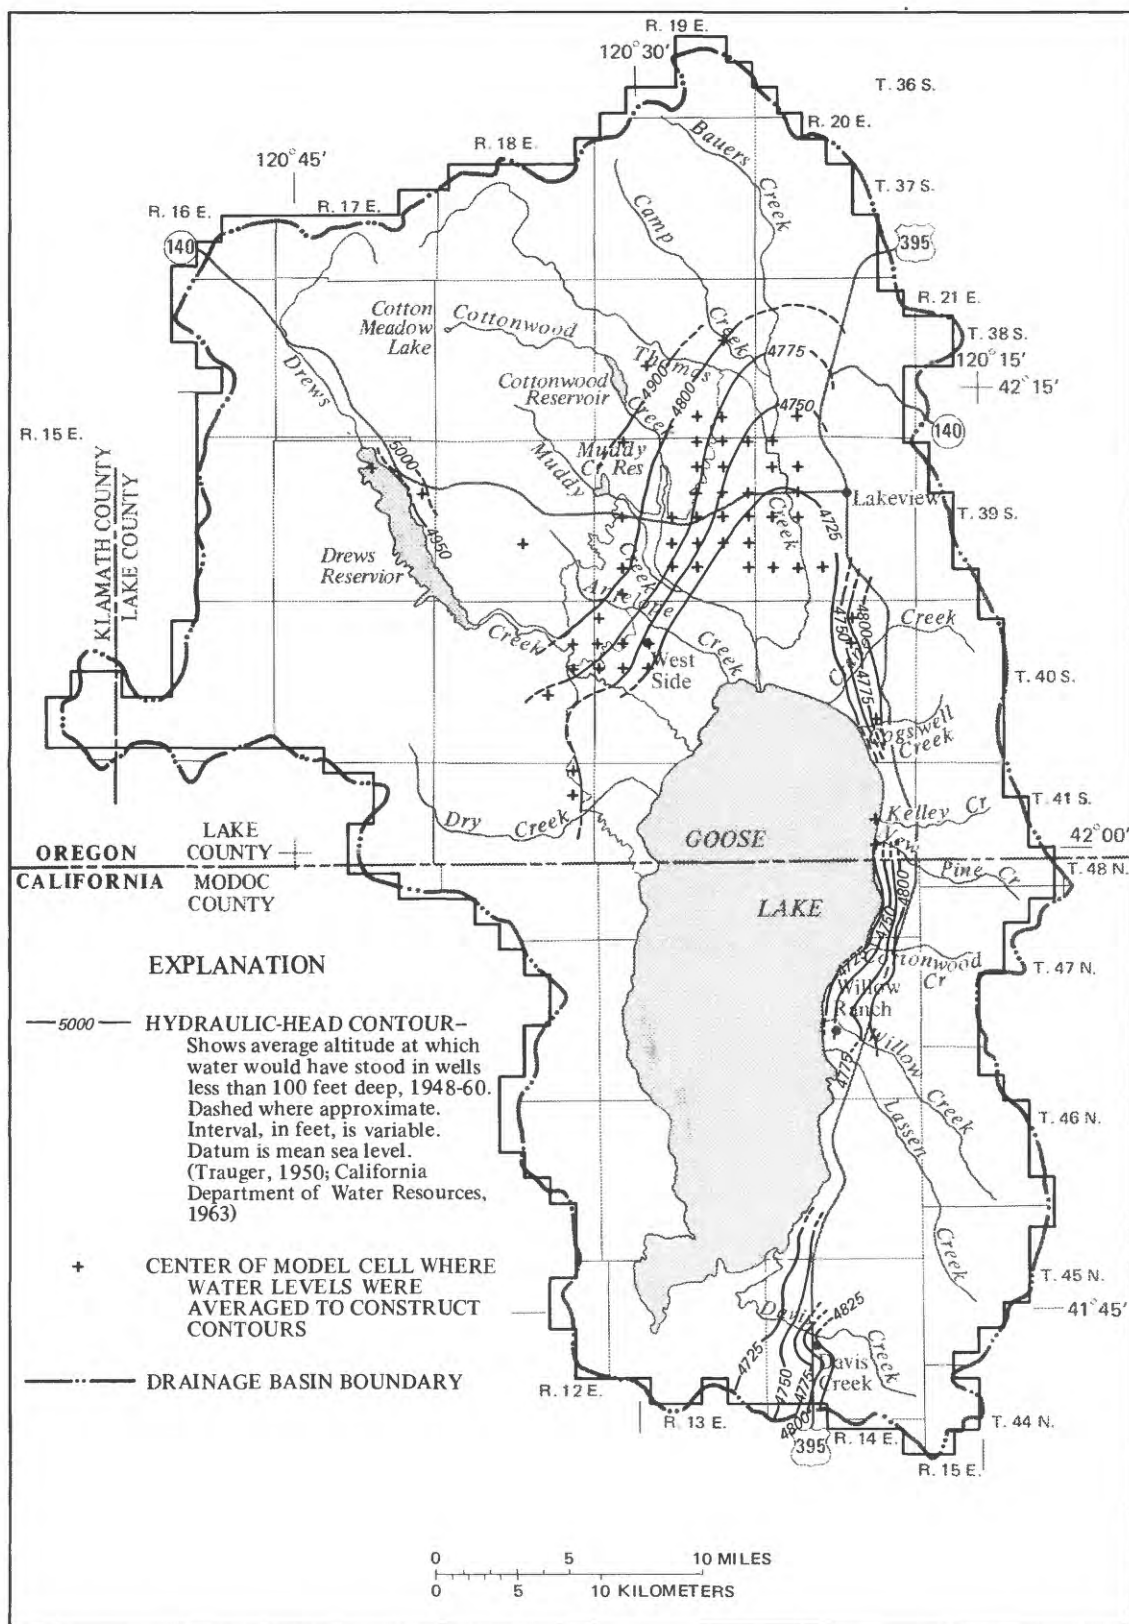 R. 19 E.
120°30′
T. 36 S.
R. 20 E.
R. 18 E.
120°45′
T. 37 S.
R. 16 E.
R. 17 E.
140
395
Bauers
Creek
Camp
Creek
R. 21 E.
T. 38 S.
120°15′
42°15′
Cotton
Meadow
Lake
Cottonwood
Creek
Thomas
Creek
4775
4900
4800
4750
Drews
Cottonwood
Reservoir
140
R. 15 E.
5000
Muddy
Cr Res
Muddy
Creek
Lakeview
4725
T. 39 S.
4950
KLAMATH COUNTY
LAKE COUNTY
Drews
Reservior
Antelope
Creek
Creek
4750
4800
4775
Creek
West
Side
T. 40 S.
Creek
Dry Creek
Kelley Cr
T. 41 S.
42°00′
GOOSE
LAKE
New
Pine Cr
OREGON
LAKE
COUNTY
CALIFORNIA
MODOC
COUNTY
T. 48 N.
4800
4750
4725
Cottonwood
Cr
T. 47 N.
Willow
Ranch
Willow
Creek
4775
Lassen
Creek
T. 46 N.
T. 45 N.
41°45′
Davis
Creek
4825
Davis
Creek
4725
4750
4775
4800
R. 12 E.
R. 13 E.
395
R. 14 E.
T. 44 N.
R. 15 E.
EXPLANATION
—5000— HYDRAULIC-HEAD CONTOUR–
Shows average altitude at which
water would have stood in wells
less than 100 feet deep, 1948-60.
Dashed where approximate.
Interval, in feet, is variable.
Datum is mean sea level.
(Trauger, 1950; California
Department of Water Resources,
1963)
+ CENTER OF MODEL CELL WHERE
WATER LEVELS WERE
AVERAGED TO CONSTRUCT
CONTOURS
DRAINAGE BASIN BOUNDARY
0 5 10 MILES
0 5 10 KILOMETERS